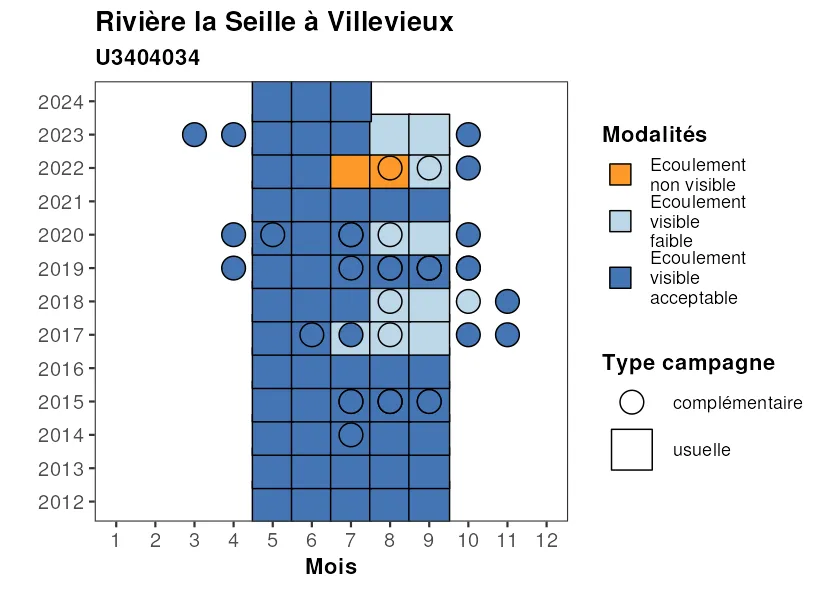 Rivière la Seille à Villevieux
U3404034
2024
2023
2022
2021
2020
2019
2018
2017
2016
2015
2014
2013
2012
1 2 3 4 5 6 7 8 9 10 11 12
Mois
Modalités
Ecoulement
non visible
Ecoulement
visible
faible
Ecoulement
visible
acceptable
Type campagne
complémentaire
usuelle